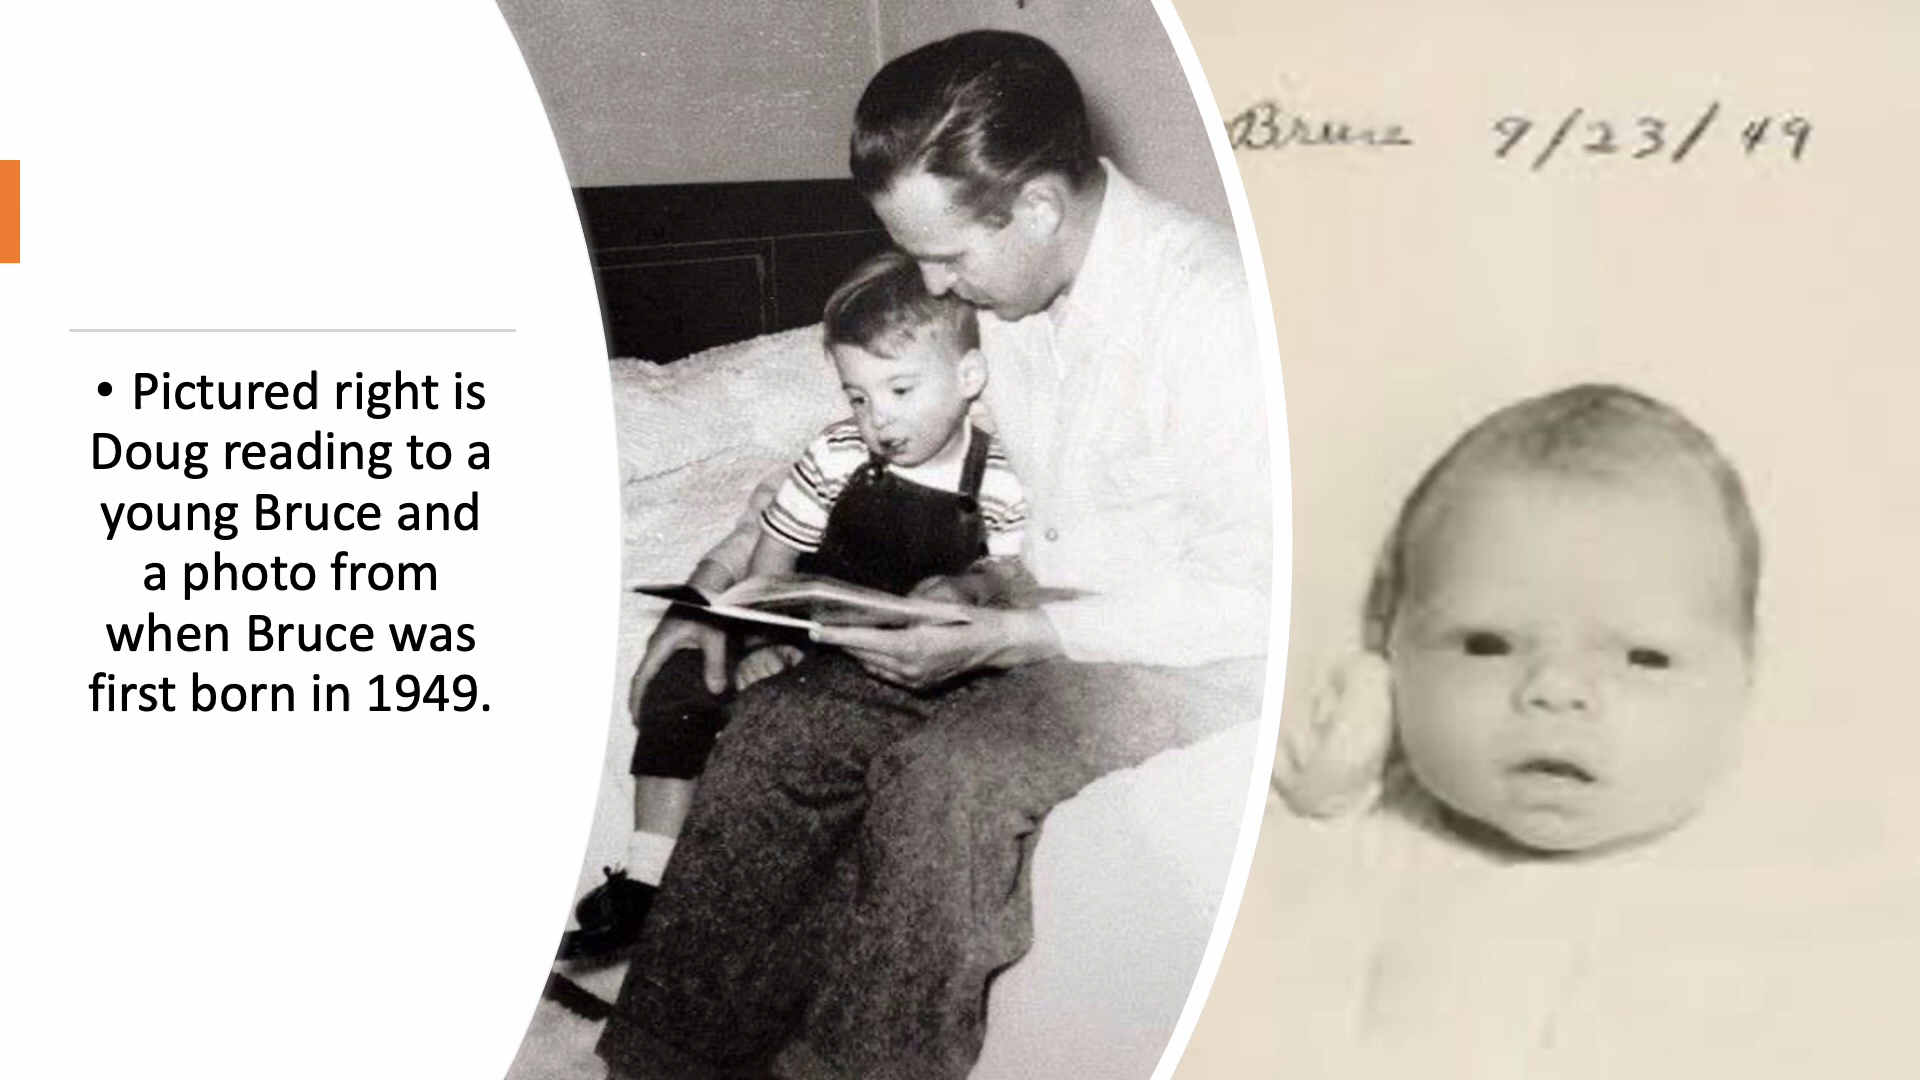 • Pictured right is
Doug reading to a
young Bruce and
a photo from
when Bruce was
first born in 1949.
Bruce 9/23/49